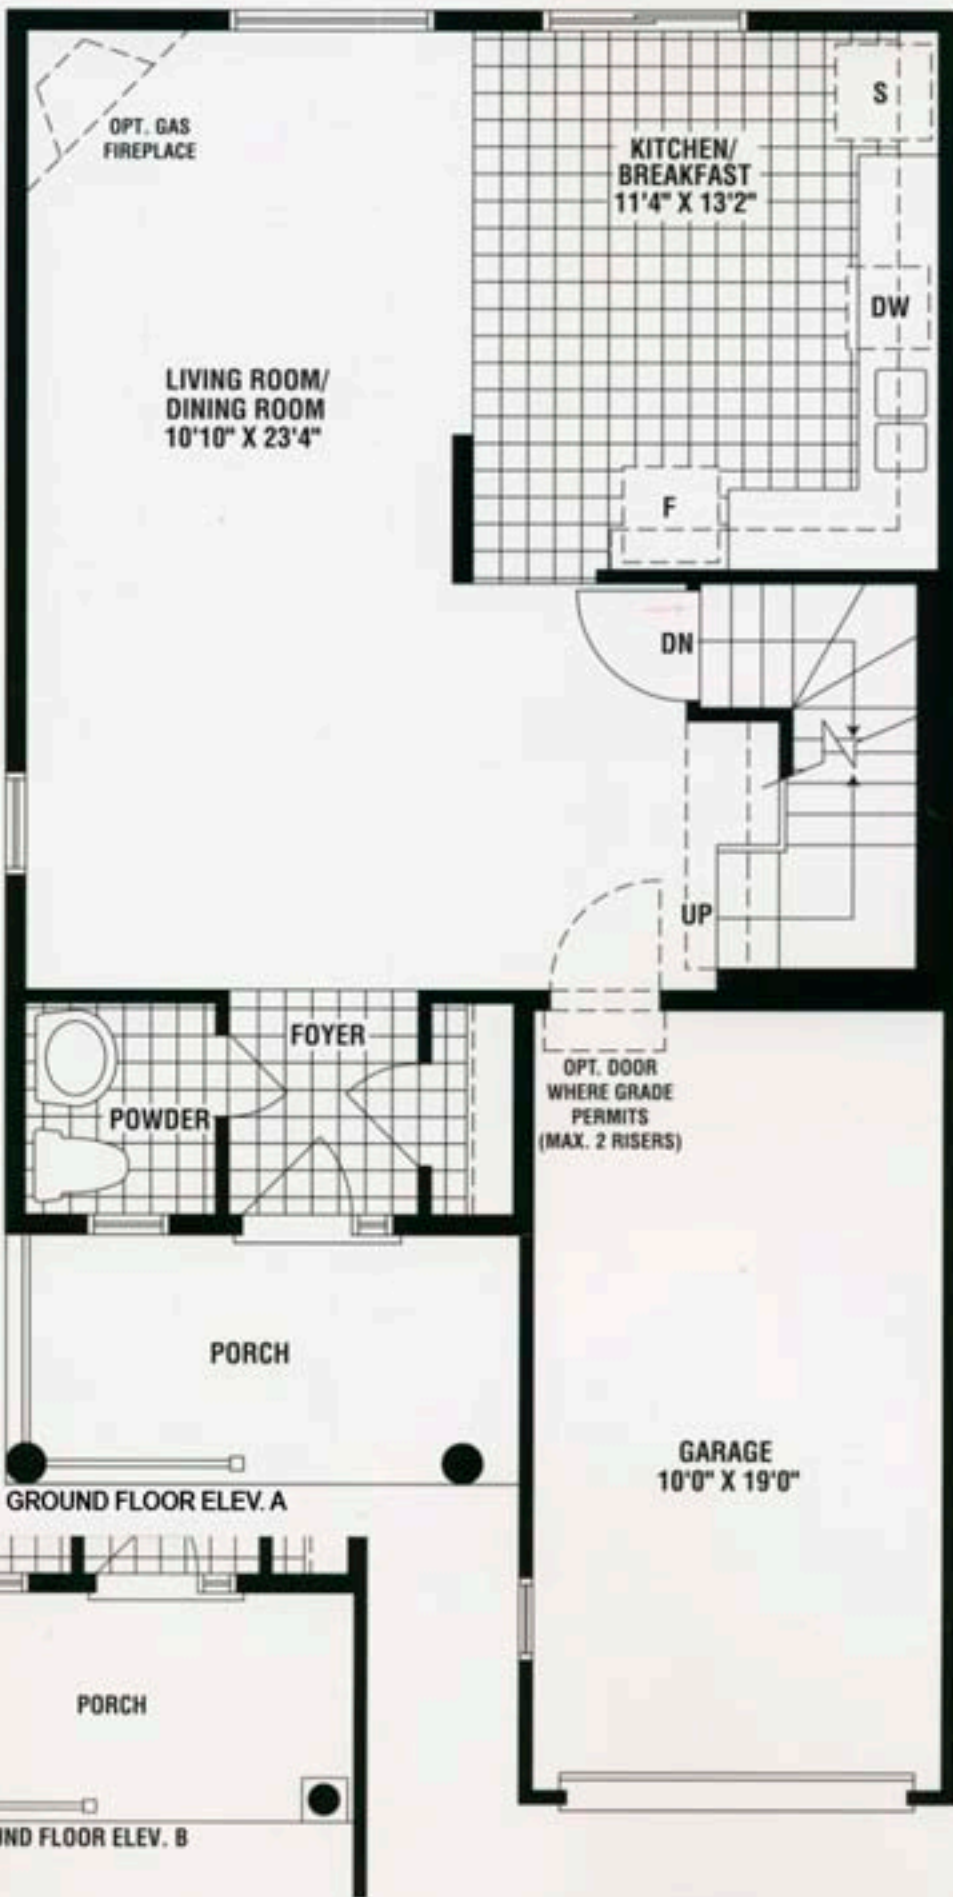 OPT. GAS
FIREPLACE
S
KITCHEN/
BREAKFAST
11'4" X 13'2"
DW
LIVING ROOM/
DINING ROOM
10'10" X 23'4"
F
DN
UP
FOYER
POWDER
OPT. DOOR
WHERE GRADE
PERMITS
(MAX. 2 RISERS)
PORCH
GARAGE
10'0" X 19'0"
GROUND FLOOR ELEV. A
PORCH
UND FLOOR ELEV. B